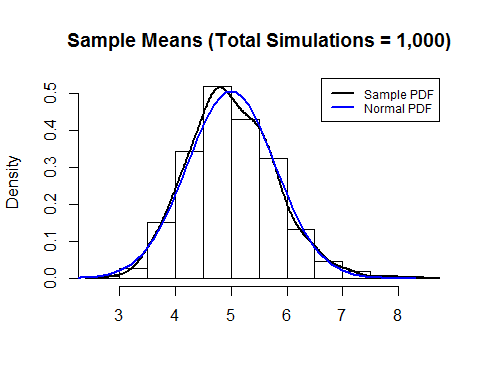 Sample Means (Total Simulations = 1,000)
Sample PDF
Normal PDF
Density
0.5
0.4
0.3
0.2
0.1
0.0
3 4 5 6 7 8